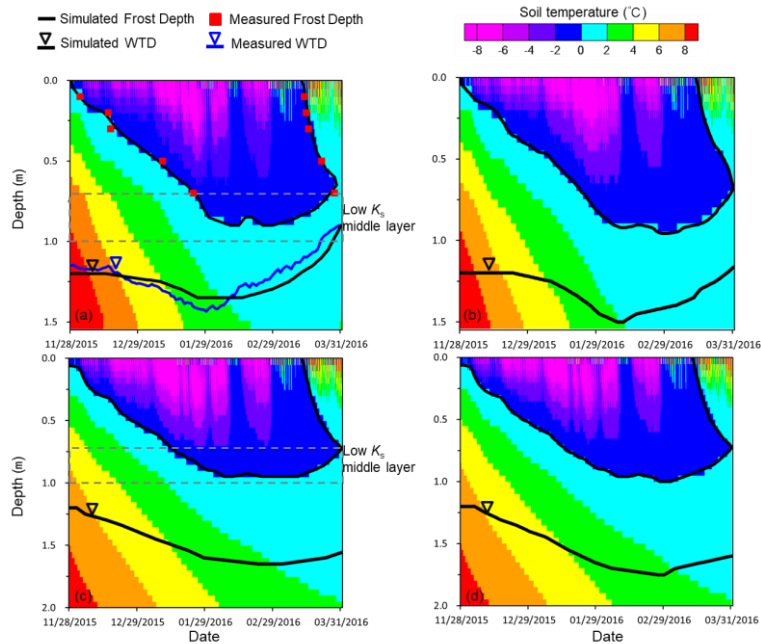 Simulated Frost Depth Measured Frost Depth
Simulated WTD Measured WTD
Soil temperature (℃)
-8 -6 -4 -2 0 2 4 6 8
0.0
0.5
1.0
1.5
Depth (m)
(a)
Low Ks
middle layer
11/28/2015 12/29/2015 01/29/2016 02/29/2016 03/31/2016
0.0
0.5
1.0
1.5
(b)
11/28/2015 12/29/2015 01/29/2016 02/29/2016 03/31/2016
0.0
0.5
1.0
1.5
2.0
Depth (m)
(c)
Low Ks
middle layer
11/28/2015 12/29/2015 01/29/2016 02/29/2016 03/31/2016
Date
0.0
0.5
1.0
1.5
2.0
(d)
11/28/2015 12/29/2015 01/29/2016 02/29/2016 03/31/2016
Date